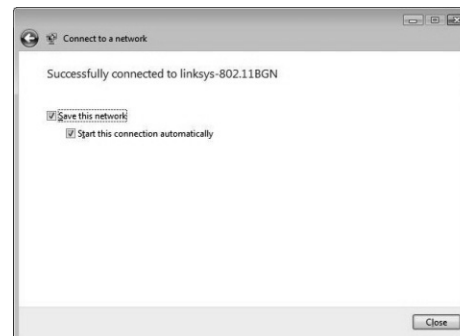 Connect to a network
Successfully connected to linksys-802.11BGN
Save this network
Start this connection automatically
Close